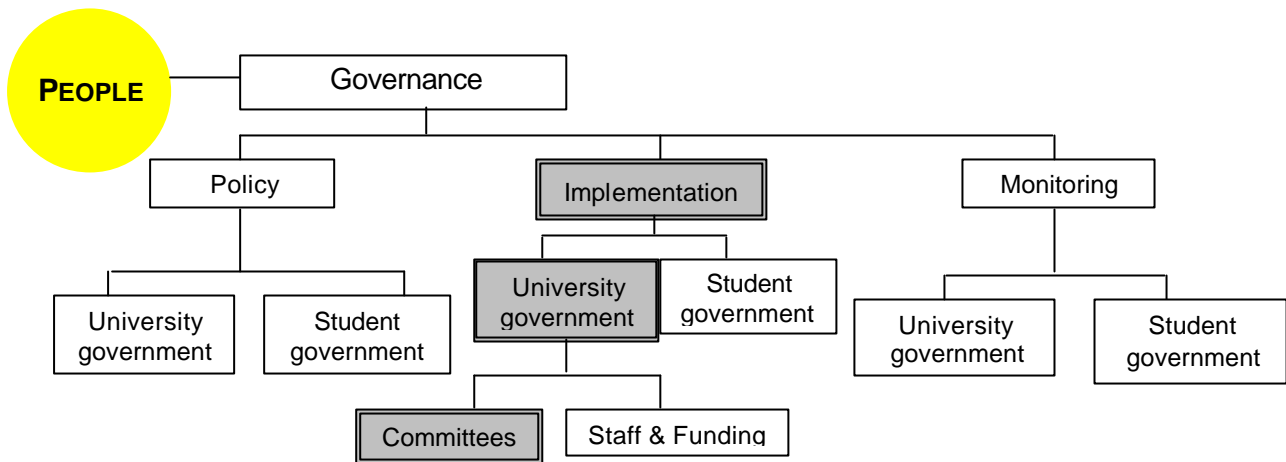 PEOPLE
Governance
Policy
Implementation
Monitoring
University
government
Student
government
University
government
Student
government
University
government
Student
government
Committees
Staff & Funding